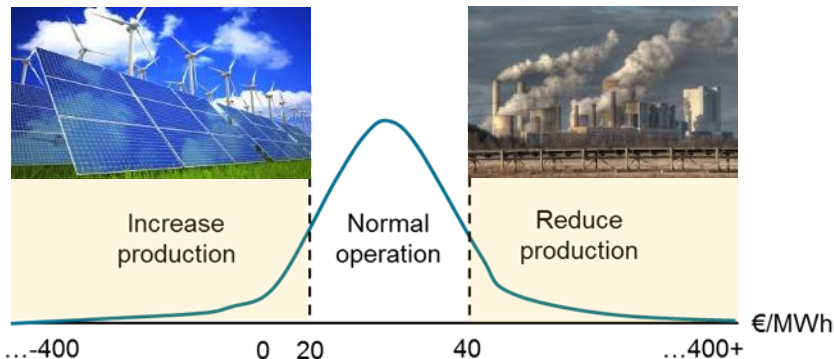 Increase
production
Normal
operation
Reduce
production
€/MWh
...-400
0
20
40
...400+